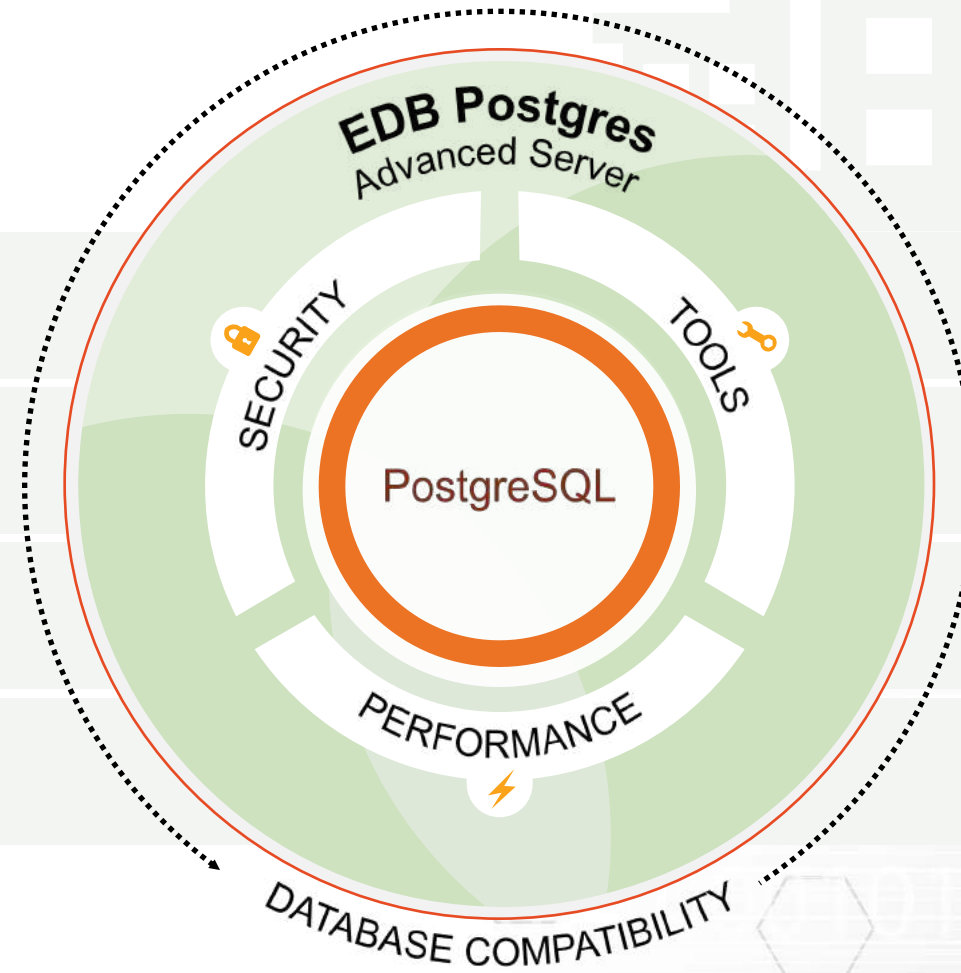 EDB Postgres
Advanced Server
SECURITY
TOOLS
PostgreSQL
PERFORMANCE
DATABASE COMPATIBILITY